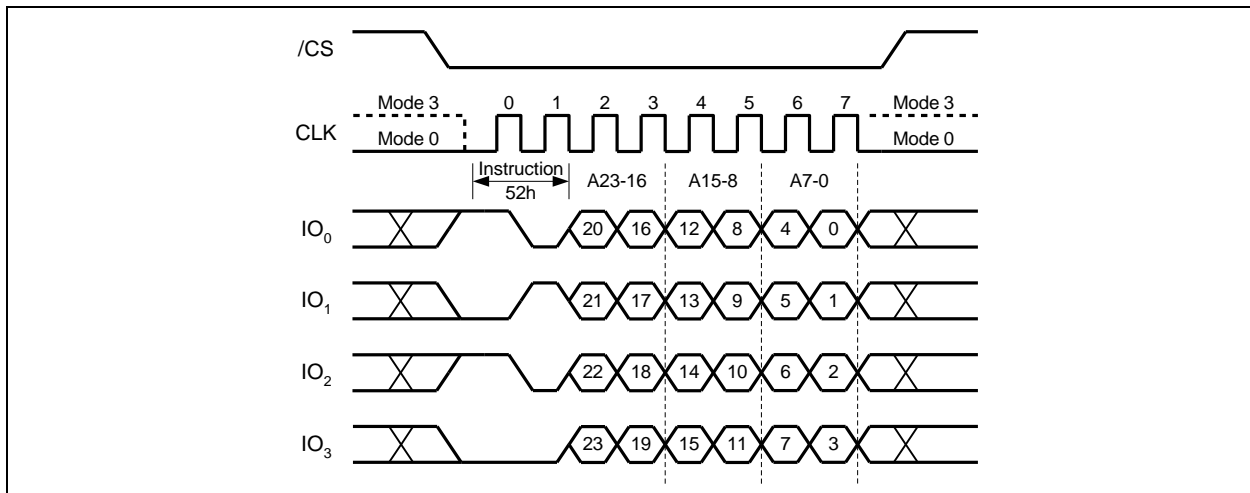 /CS
Mode 3 0 1 2 3 4 5 6 7 Mode 3
CLK
Mode 0 Mode 0
Instruction
52h
A23-16 A15-8 A7-0
IO0 20 16 12 8 4 0
IO1 21 17 13 9 5 1
IO2 22 18 14 10 6 2
IO3 23 19 15 11 7 3